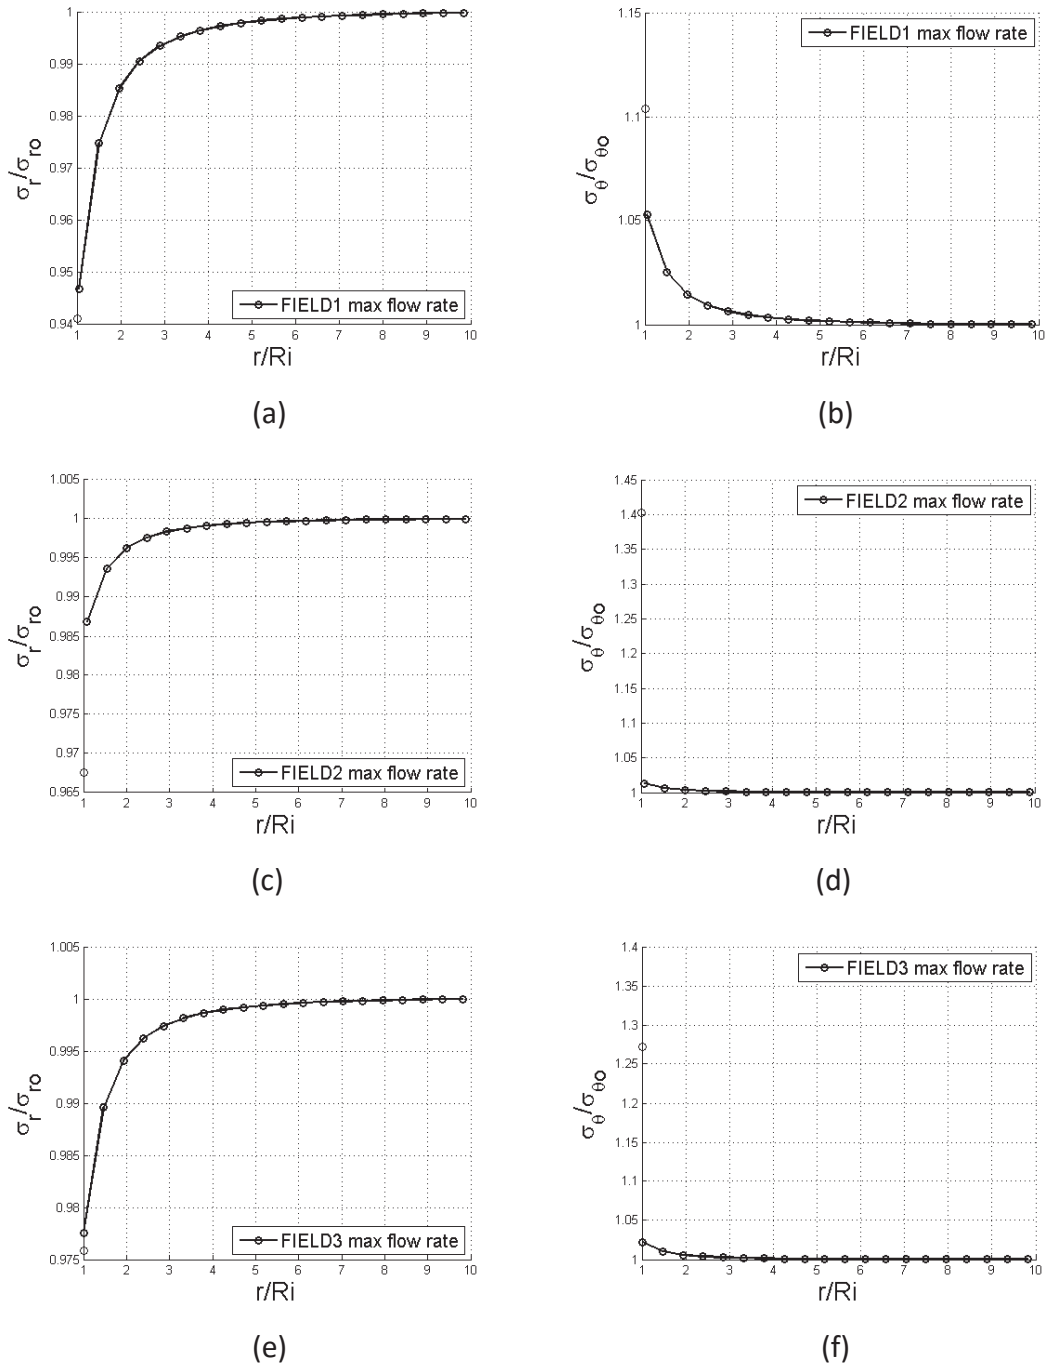 1
0.99
0.98
0.97
0.96
0.95
0.94
σr/σro
FIELD1 max flow rate
1 2 3 4 5 6 7 8 9 10
r/Ri
(a)
1.15
1.1
1.05
1
σθ/σθo
FIELD1 max flow rate
1 2 3 4 5 6 7 8 9 10
r/Ri
(b)
1.005
1
0.995
0.99
0.985
0.98
0.975
0.97
0.965
σr/σro
FIELD2 max flow rate
1 2 3 4 5 6 7 8 9 10
r/Ri
(c)
1.45
1.4
1.35
1.3
1.25
1.2
1.15
1.1
1.05
1
σθ/σθo
FIELD2 max flow rate
1 2 3 4 5 6 7 8 9 10
r/Ri
(d)
1.005
1
0.995
0.99
0.985
0.98
0.975
σr/σro
FIELD3 max flow rate
1 2 3 4 5 6 7 8 9 10
r/Ri
(e)
1.4
1.35
1.3
1.25
1.2
1.15
1.1
1.05
1
σθ/σθo
FIELD3 max flow rate
1 2 3 4 5 6 7 8 9 10
r/Ri
(f)